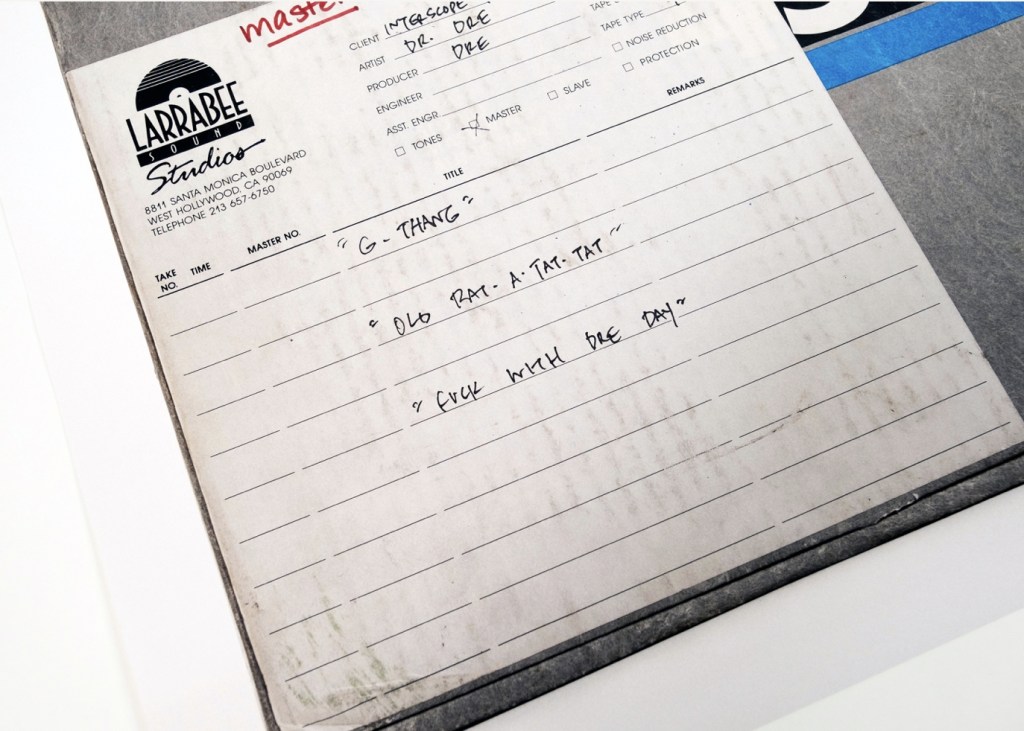 master
CLIENT INTERSCOPE
ARTIST DR. DRE
PRODUCER DRE
ENGINEER
ASST. ENGR.
TAPE TYPE
NOISE REDUCTION
PROTECTION
TONES
MASTER
SLAVE
LARRABEE
SOUND
Studios
8811 SANTA MONICA BOULEVARD
WEST HOLLYWOOD, CA 90069
TELEPHONE 213 657-6750
TAKE NO.
TIME
MASTER NO.
TITLE
REMARKS
"G - THANG"
"OLD RAT - A - TAT - TAT"
"FUCK WITH DRE DAY"